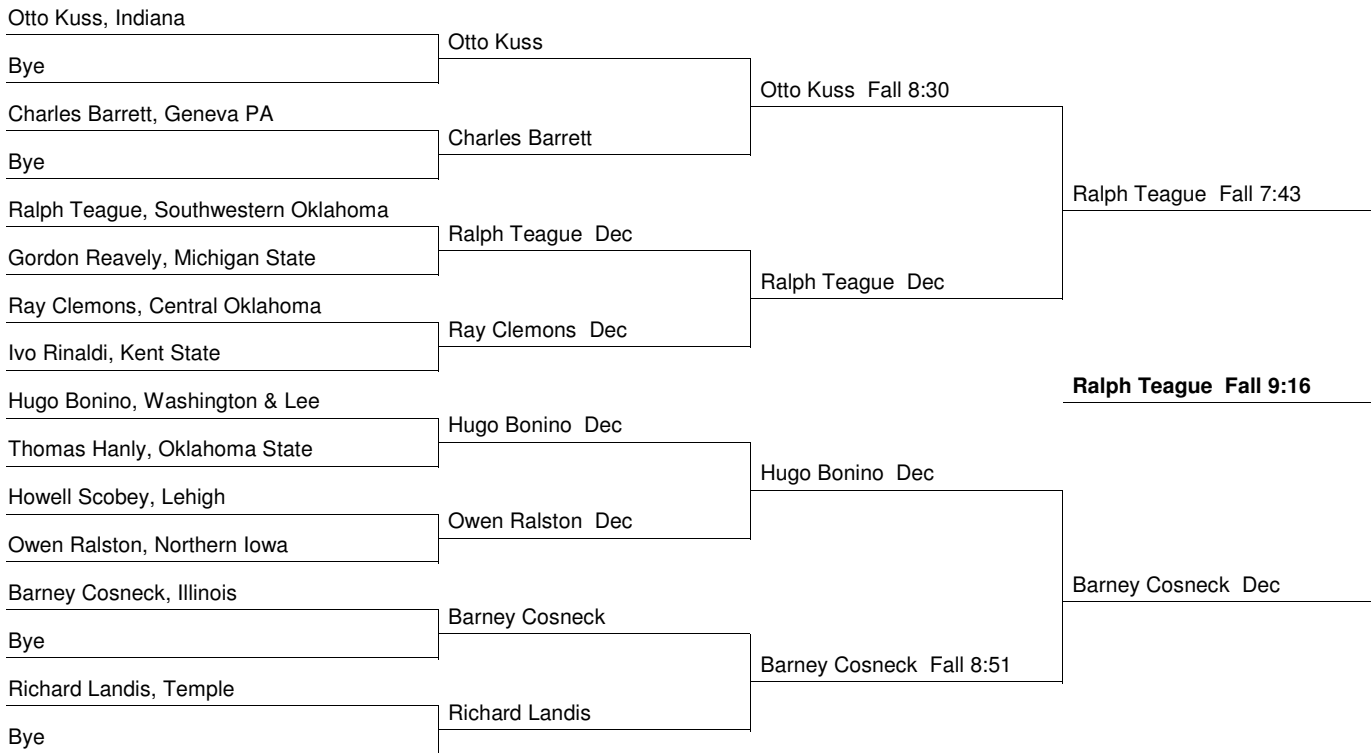 Otto Kuss, Indiana
Bye
Charles Barrett, Geneva PA
Bye
Ralph Teague, Southwestern Oklahoma
Gordon Reavely, Michigan State
Ray Clemons, Central Oklahoma
Ivo Rinaldi, Kent State
Hugo Bonino, Washington & Lee
Thomas Hanly, Oklahoma State
Howell Scobey, Lehigh
Owen Ralston, Northern Iowa
Barney Cosneck, Illinois
Bye
Richard Landis, Temple
Bye
Otto Kuss
Charles Barrett
Ralph Teague Dec
Ray Clemons Dec
Hugo Bonino Dec
Owen Ralston Dec
Barney Cosneck
Richard Landis
Otto Kuss Fall 8:30
Ralph Teague Dec
Hugo Bonino Dec
Barney Cosneck Fall 8:51
Ralph Teague Fall 7:43
Ralph Teague Fall 9:16
Barney Cosneck Dec